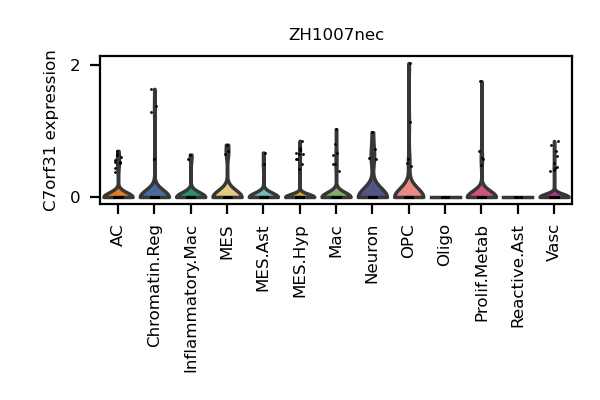 ZH1007nec
C7orf31 expression
2
0
AC
Chromatin.Reg
Inflammatory.Mac
MES
MES.Ast
MES.Hyp
Mac
Neuron
OPC
Oligo
Prolif.Metab
Reactive.Ast
Vasc